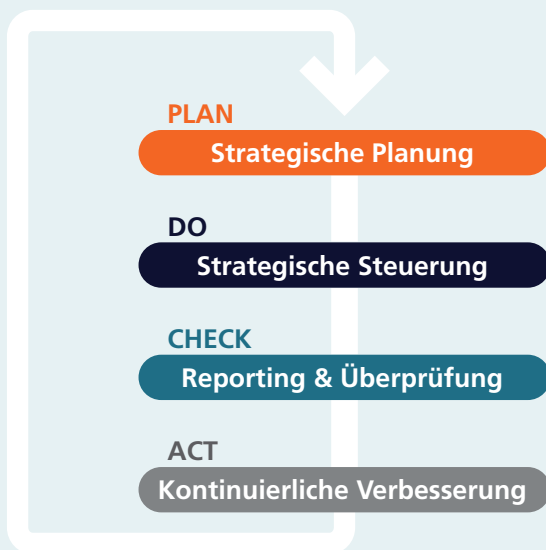 PLAN
Strategische Planung
DO
Strategische Steuerung
CHECK
Reporting & Überprüfung
ACT
Kontinuierliche Verbesserung